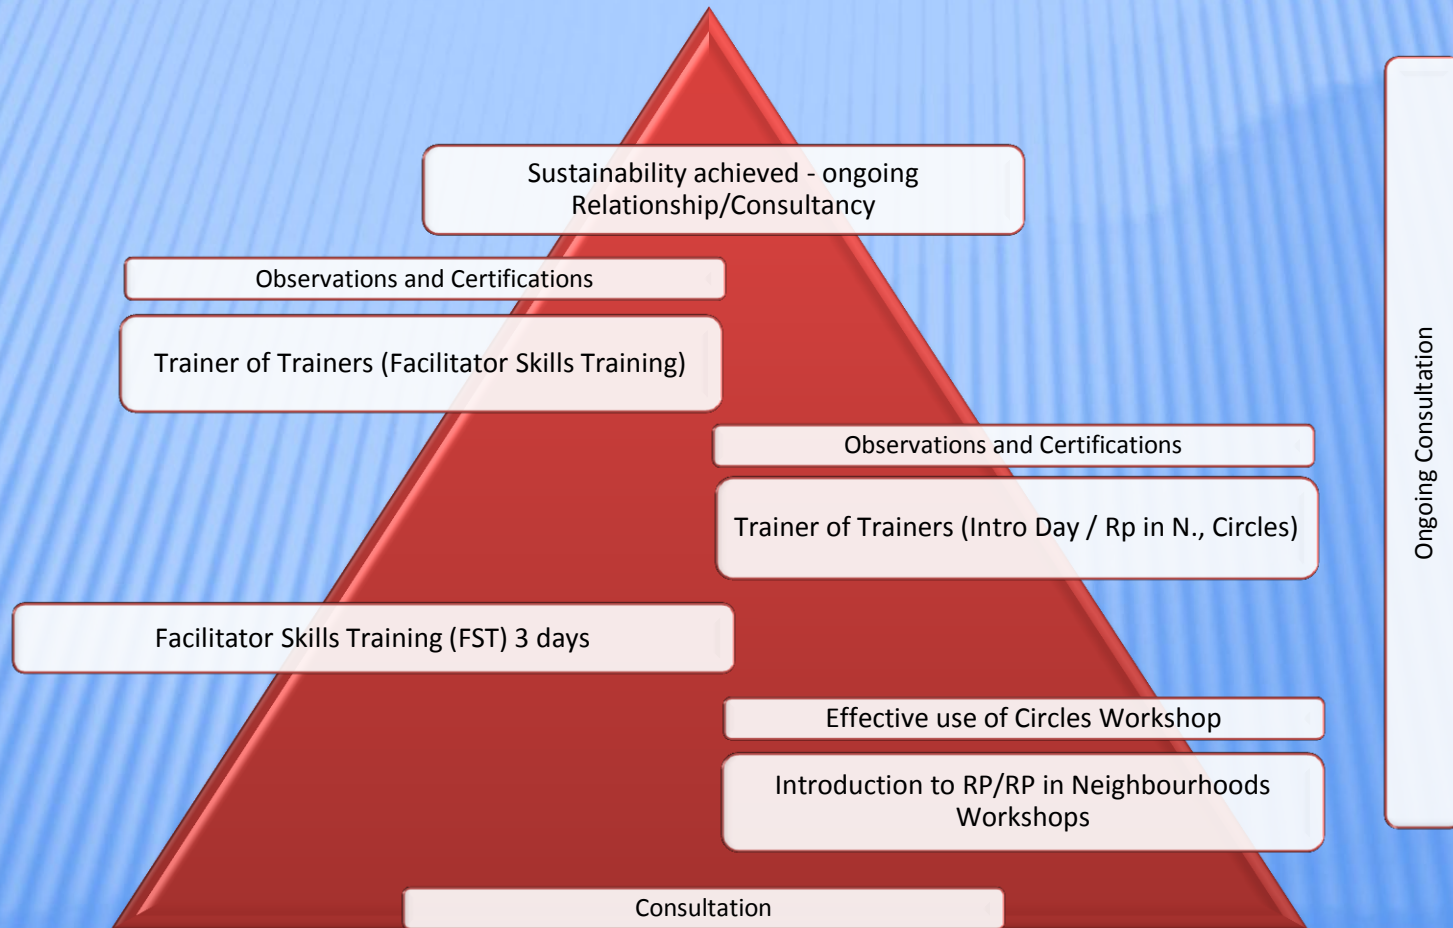 Sustainability achieved - ongoing
Relationship/Consultancy
Observations and Certifications
Trainer of Trainers (Facilitator Skills Training)
Observations and Certifications
Trainer of Trainers (Intro Day / Rp in N., Circles)
Facilitator Skills Training (FST) 3 days
Effective use of Circles Workshop
Introduction to RP/RP in Neighbourhoods
Workshops
Consultation
Ongoing Consultation